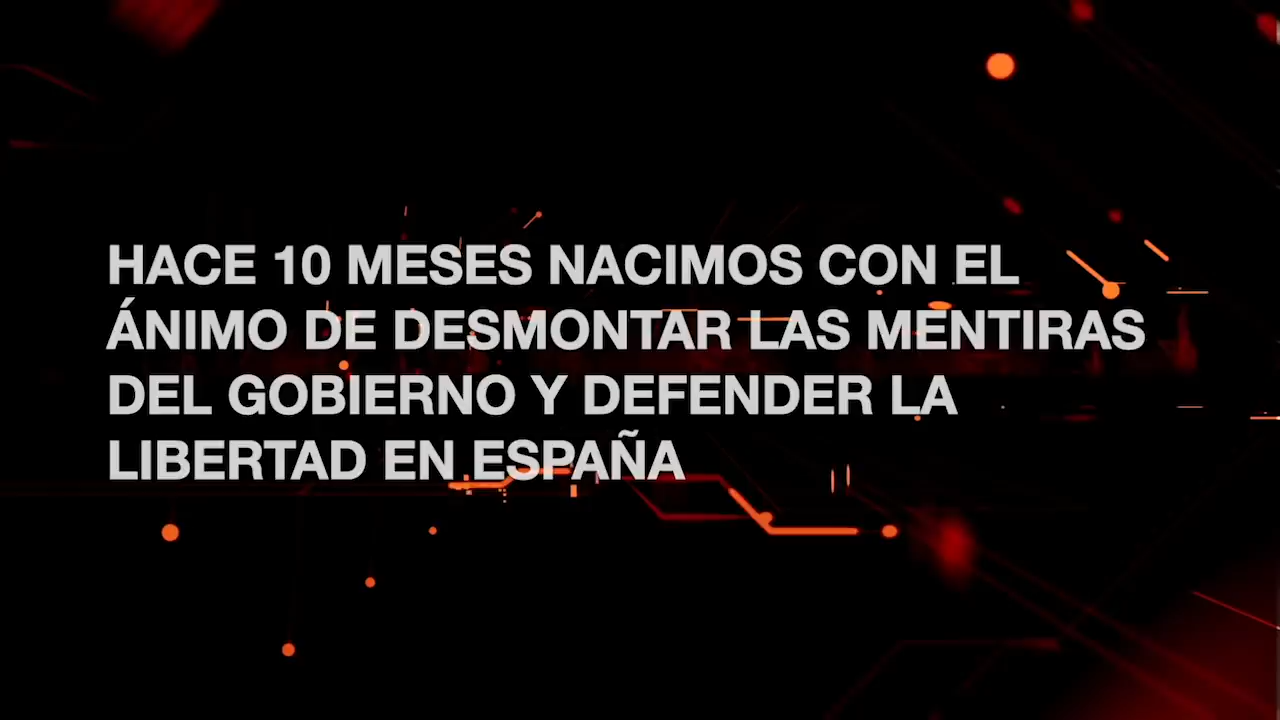 HACE 10 MESES NACIMOS CON EL
ÁNIMO DE DESMONTAR LAS MENTIRAS
DEL GOBIERNO Y DEFENDER LA
LIBERTAD EN ESPAÑA